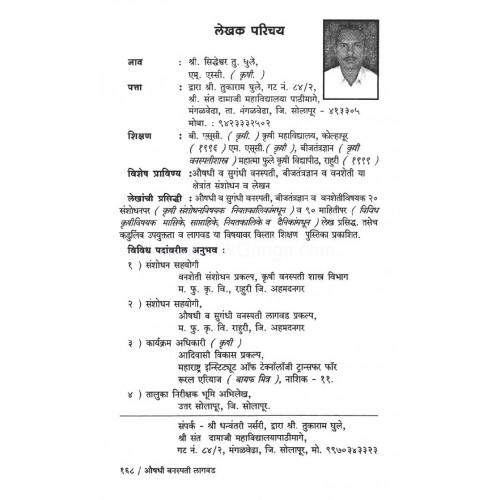 लेखक परिचय
नाव : श्री. सिद्धेश्वर तु. धुले,
एम्. एस्सी. ( कृषी. )
पत्ता : द्वारा श्री. तुकाराम घुले, गट नं. ८४/२,
श्री. संत दामाजी महाविद्यालया पाठीमागे,
मंगळवेढा, ता. मंगळवेढा, जि. सोलापूर - ४१३३०५
मोबा. : ९४२३३३२५०२
शिक्षण : बी. एस्सी. ( कृषी. ) कृषी महाविद्यालय, कोल्हापूर
( १९९६ ) एम. एससी. ( कृषी ), बीजतंत्रज्ञान ( कृषी
वनस्पतीशास्त्र ) महात्मा फुले कृषी विद्यापीठ, राहुरी ( १९९९ )
विशेष प्राविण्य : औषधी व सुगंधी वनस्पती, बीजतंत्रज्ञान व वनशेती या
क्षेत्रांत संशोधन व लेखन
लेखांची प्रसिद्धी : औषधी व सुगंधी वनस्पती, बीजतंत्रज्ञान व वनशेतीविषयक २०
संशोधनपर ( कृषी संशोधनविषयक नियतकालिकांमधून ) व ९० माहितीपर ( विविध
कृषीविषयक मासिके, साप्ताहिके, नियतकालिके व दैनिकांमधून ) लेख प्रसिद्ध. तसेच
कडुलिंब उपयुक्तता व लागवड या विषयावर विस्तार शिक्षण पुस्तिका प्रकाशित.
विविध पदांवरील अनुभव :
१ ) संशोधन सहयोगी
वनशेती संशोधन प्रकल्प, कृषी वनस्पती शास्त्र विभाग
म. फु. कृ. वि., राहुरी जि. अहमदनगर
२ ) संशोधन सहयोगी,
औषधी व सुगंधी वनस्पती लागवड प्रकल्प,
म. फु. कृ. वि. राहुरी, जि. अहमदनगर
३ ) कार्यक्रम अधिकारी ( कृषी )
आदिवासी विकास प्रकल्प,
महाराष्ट्र इन्स्टिट्यूट ऑफ टेक्नॉलॉजी ट्रान्सफर फॉर
रूरल एरियाज ( बायफ मित्र ), नाशिक - ११.
४ ) तालुका निरीक्षक भूमि अभिलेख,
उत्तर सोलापूर, जि. सोलापूर.
संपर्क - श्री धन्वंतरी नर्सरी, द्वारा श्री. तुकाराम घुले,
श्री संत दामाजी महाविद्यालयापाठीमागे,
गट नं. ८४/२, मंगळवेढा, जि. सोलापूर, मो. ९९७०३४३३२३
१६८ / औषधी वनस्पती लागवड